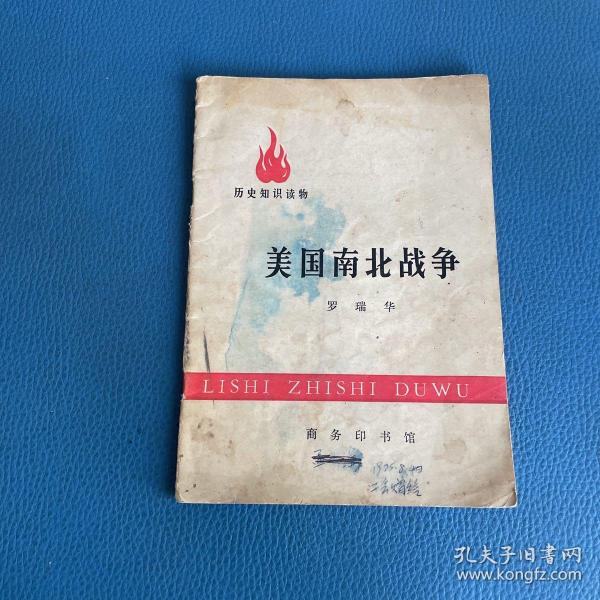 历史知识读物
美国南北战争
罗瑞华
LISHI ZHISHI DUWU
商务印书馆
孔夫子旧书网
www.kongfz.com